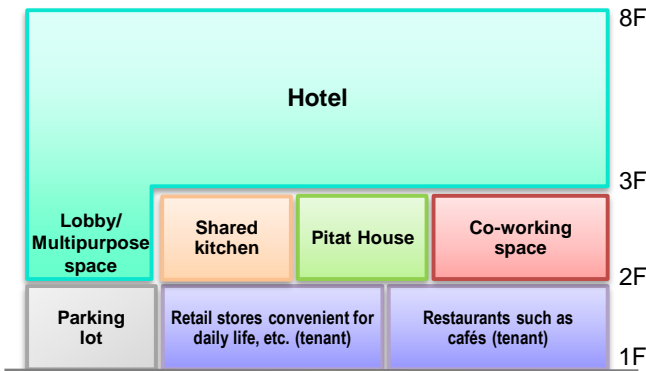 8F
Hotel
3F
Lobby/
Multipurpose
space
Shared
kitchen
Pitat House
Co-working
space
2F
Parking
lot
Retail stores convenient for
daily life, etc. (tenant)
Restaurants such as
cafés (tenant)
1F